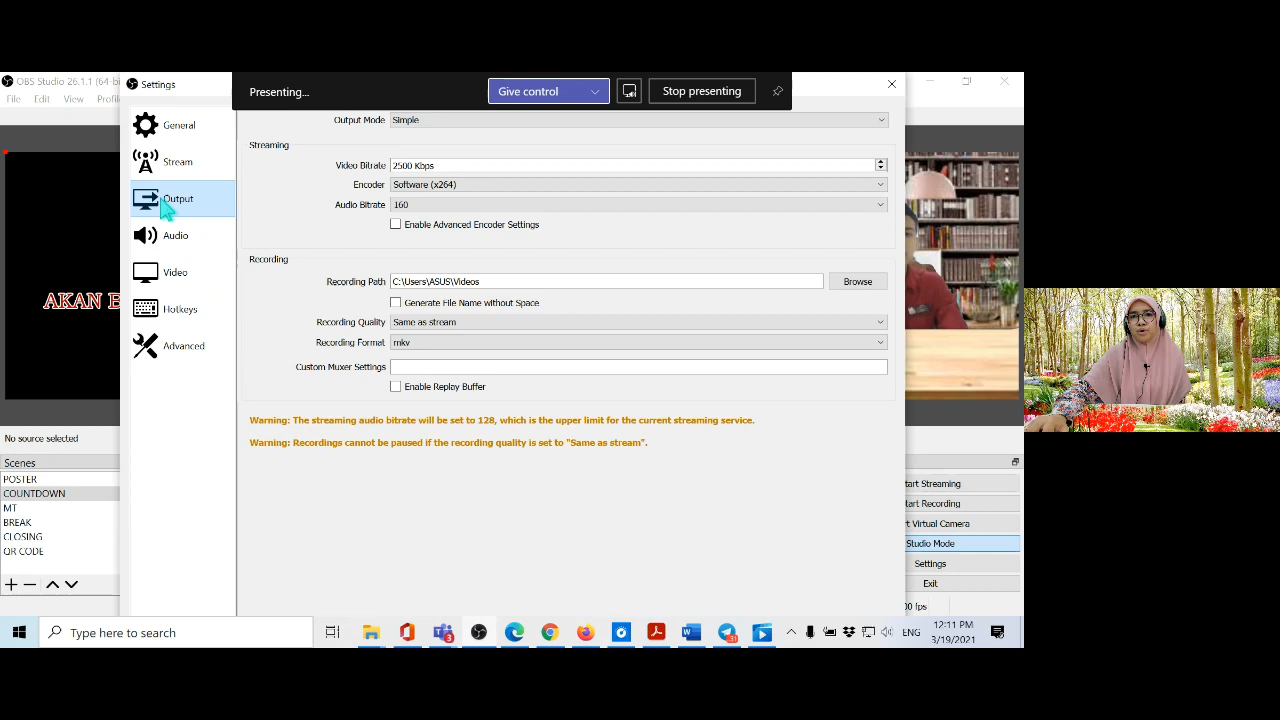 OBS Studio 26.1.1 (64-bi
Settings
Presenting...
Give control
Stop presenting
File Edit View Profil
General
Stream
Output
Audio
Video
Hotkeys
Advanced
Output Mode Simple
Streaming
Video Bitrate 2500 Kbps
Encoder Software (x264)
Audio Bitrate 160
Enable Advanced Encoder Settings
Recording
Recording Path C:\Users\ASUS\Videos Browse
Generate File Name without Space
Recording Quality Same as stream
Recording Format mkv
Custom Muxer Settings
Enable Replay Buffer
Warning: The streaming audio bitrate will be set to 128, which is the upper limit for the current streaming service.
Warning: Recordings cannot be paused if the recording quality is set to "Same as stream".
AKAN B
No source selected
Scenes
POSTER
COUNTDOWN
MT
BREAK
CLOSING
QR CODE
tart Streaming
tart Recording
rt Virtual Camera
Studio Mode
Settings
Exit
00 fps
Type here to search
3
31
ENG
12:11 PM
3/19/2021